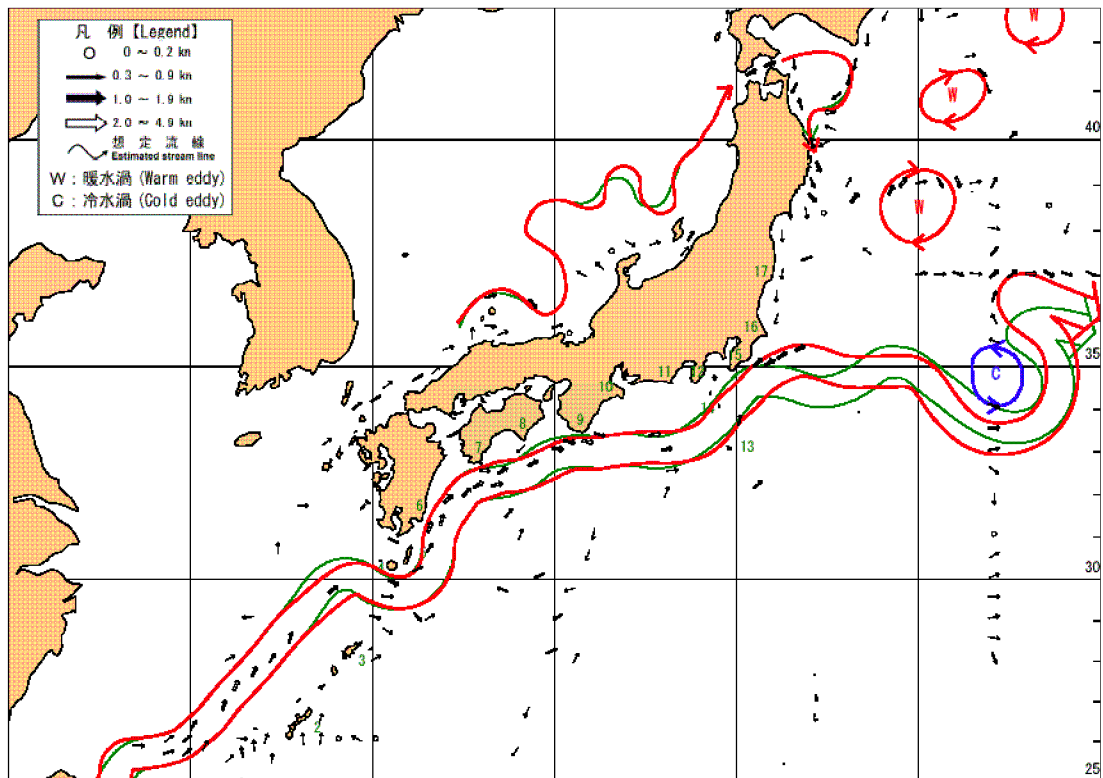 凡 例【Legend】
0 ~ 0.2 kn
0.3 ~ 0.9 kn
1.0 ~ 1.9 kn
2.0 ~ 4.9 kn
想 定 流 線
Estimated stream line
W : 暖水渦 (Warm eddy)
C : 冷水渦 (Cold eddy)
W
W
40
W
17
16
35
5
C
11
10
9
8
7
13
6
30
3
2
25